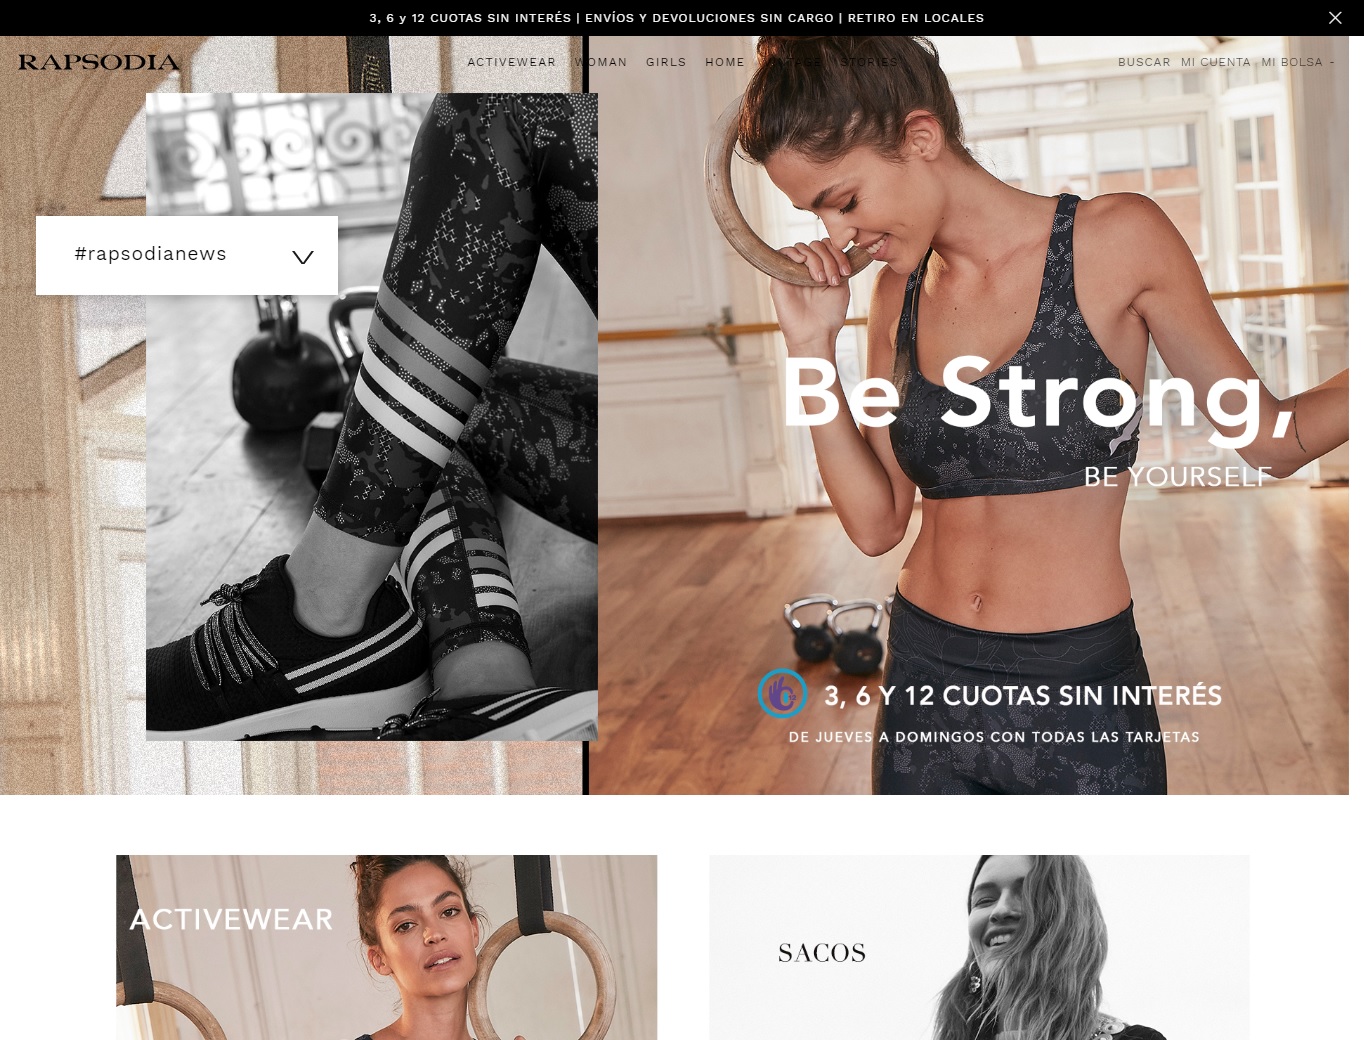 3, 6 y 12 CUOTAS SIN INTERÉS | ENVÍOS Y DEVOLUCIONES SIN CARGO | RETIRO EN LOCALES
RAPSODIA
ACTIVEWEAR WOMAN GIRLS HOME VINTAGE STORIES
BUSCAR MI CUENTA MI BOLSA -
#rapsodianews
Be Strong,
BE YOURSELF
3, 6 Y 12 CUOTAS SIN INTERÉS
DE JUEVES A DOMINGOS CON TODAS LAS TARJETAS
ACTIVEWEAR
SACOS